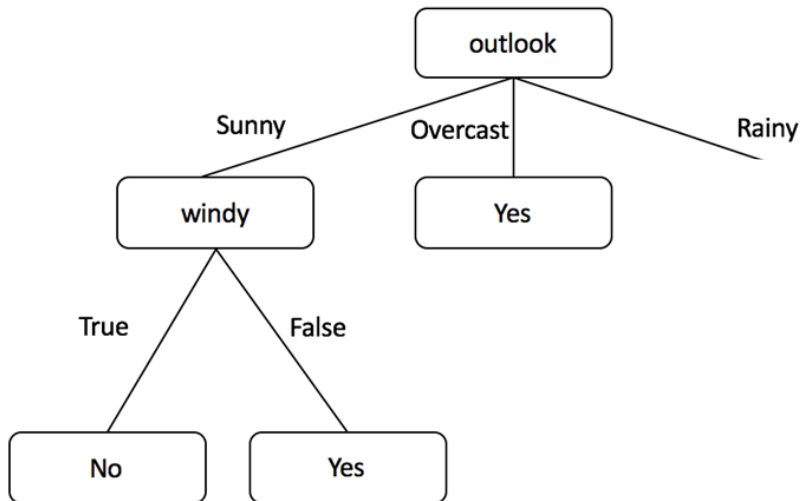 outlook
Sunny
Overcast
Rainy
windy
Yes
True
False
No
Yes